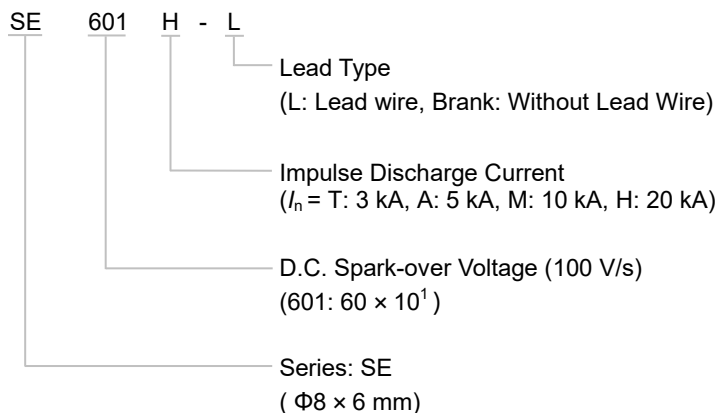 SE 601 H - L
Lead Type
(L: Lead wire, Brank: Without Lead Wire)
Impulse Discharge Current
(Iₙ = T: 3 kA, A: 5 kA, M: 10 kA, H: 20 kA)
D.C. Spark-over Voltage (100 V/s)
(601: 60 × 10¹ )
Series: SE
( Φ8 × 6 mm)